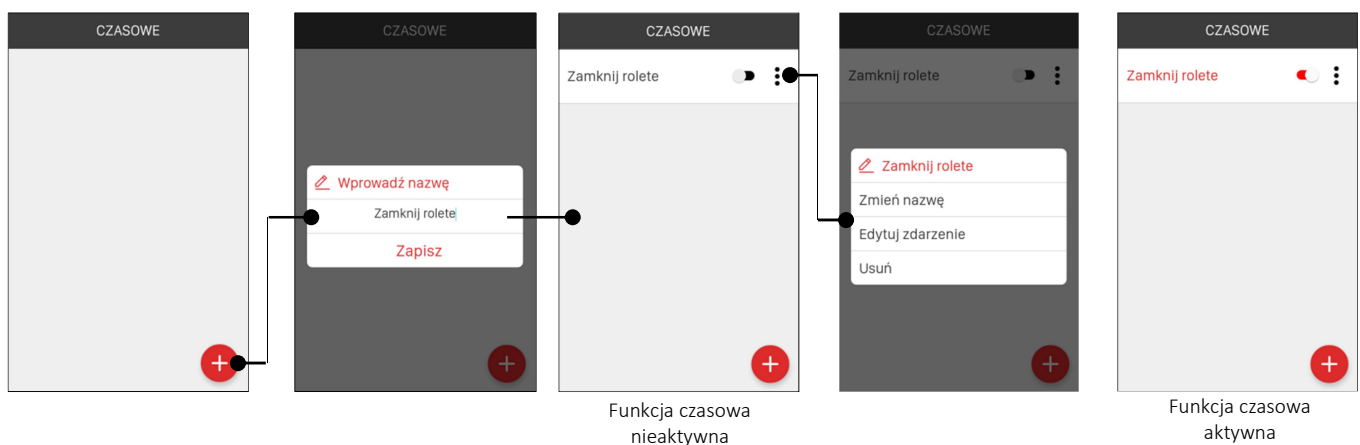 CZASOWE
CZASOWE
Wprowadź nazwę
Zamknij rolete
Zapisz
CZASOWE
Zamknij rolete
Funkcja czasowa
nieaktywna
CZASOWE
Zamknij rolete
Zamknij rolete
Zmień nazwę
Edytuj zdarzenie
Usuń
CZASOWE
Zamknij rolete
Funkcja czasowa
aktywna